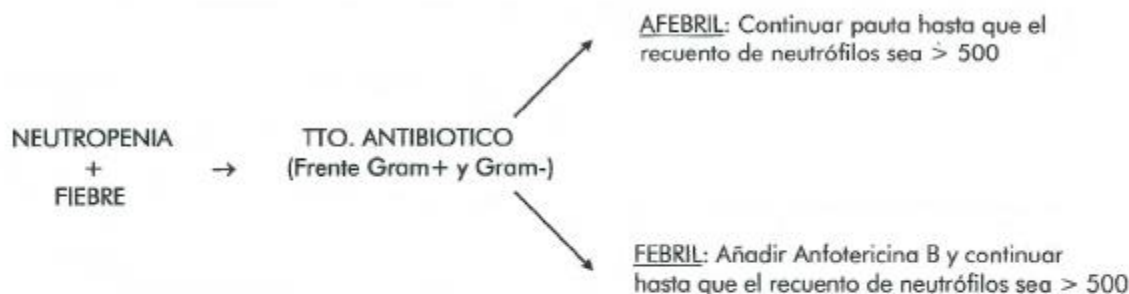 AFEBRIL: Continuar pauta hasta que el
recuento de neutrófilos sea > 500
NEUTROPENIA
+
FIEBRE
→
TTO. ANTIBIOTICO
(Frente Gram+ y Gram-)
FEBRIL: Añadir Anfotericina B y continuar
hasta que el recuento de neutrófilos sea > 500